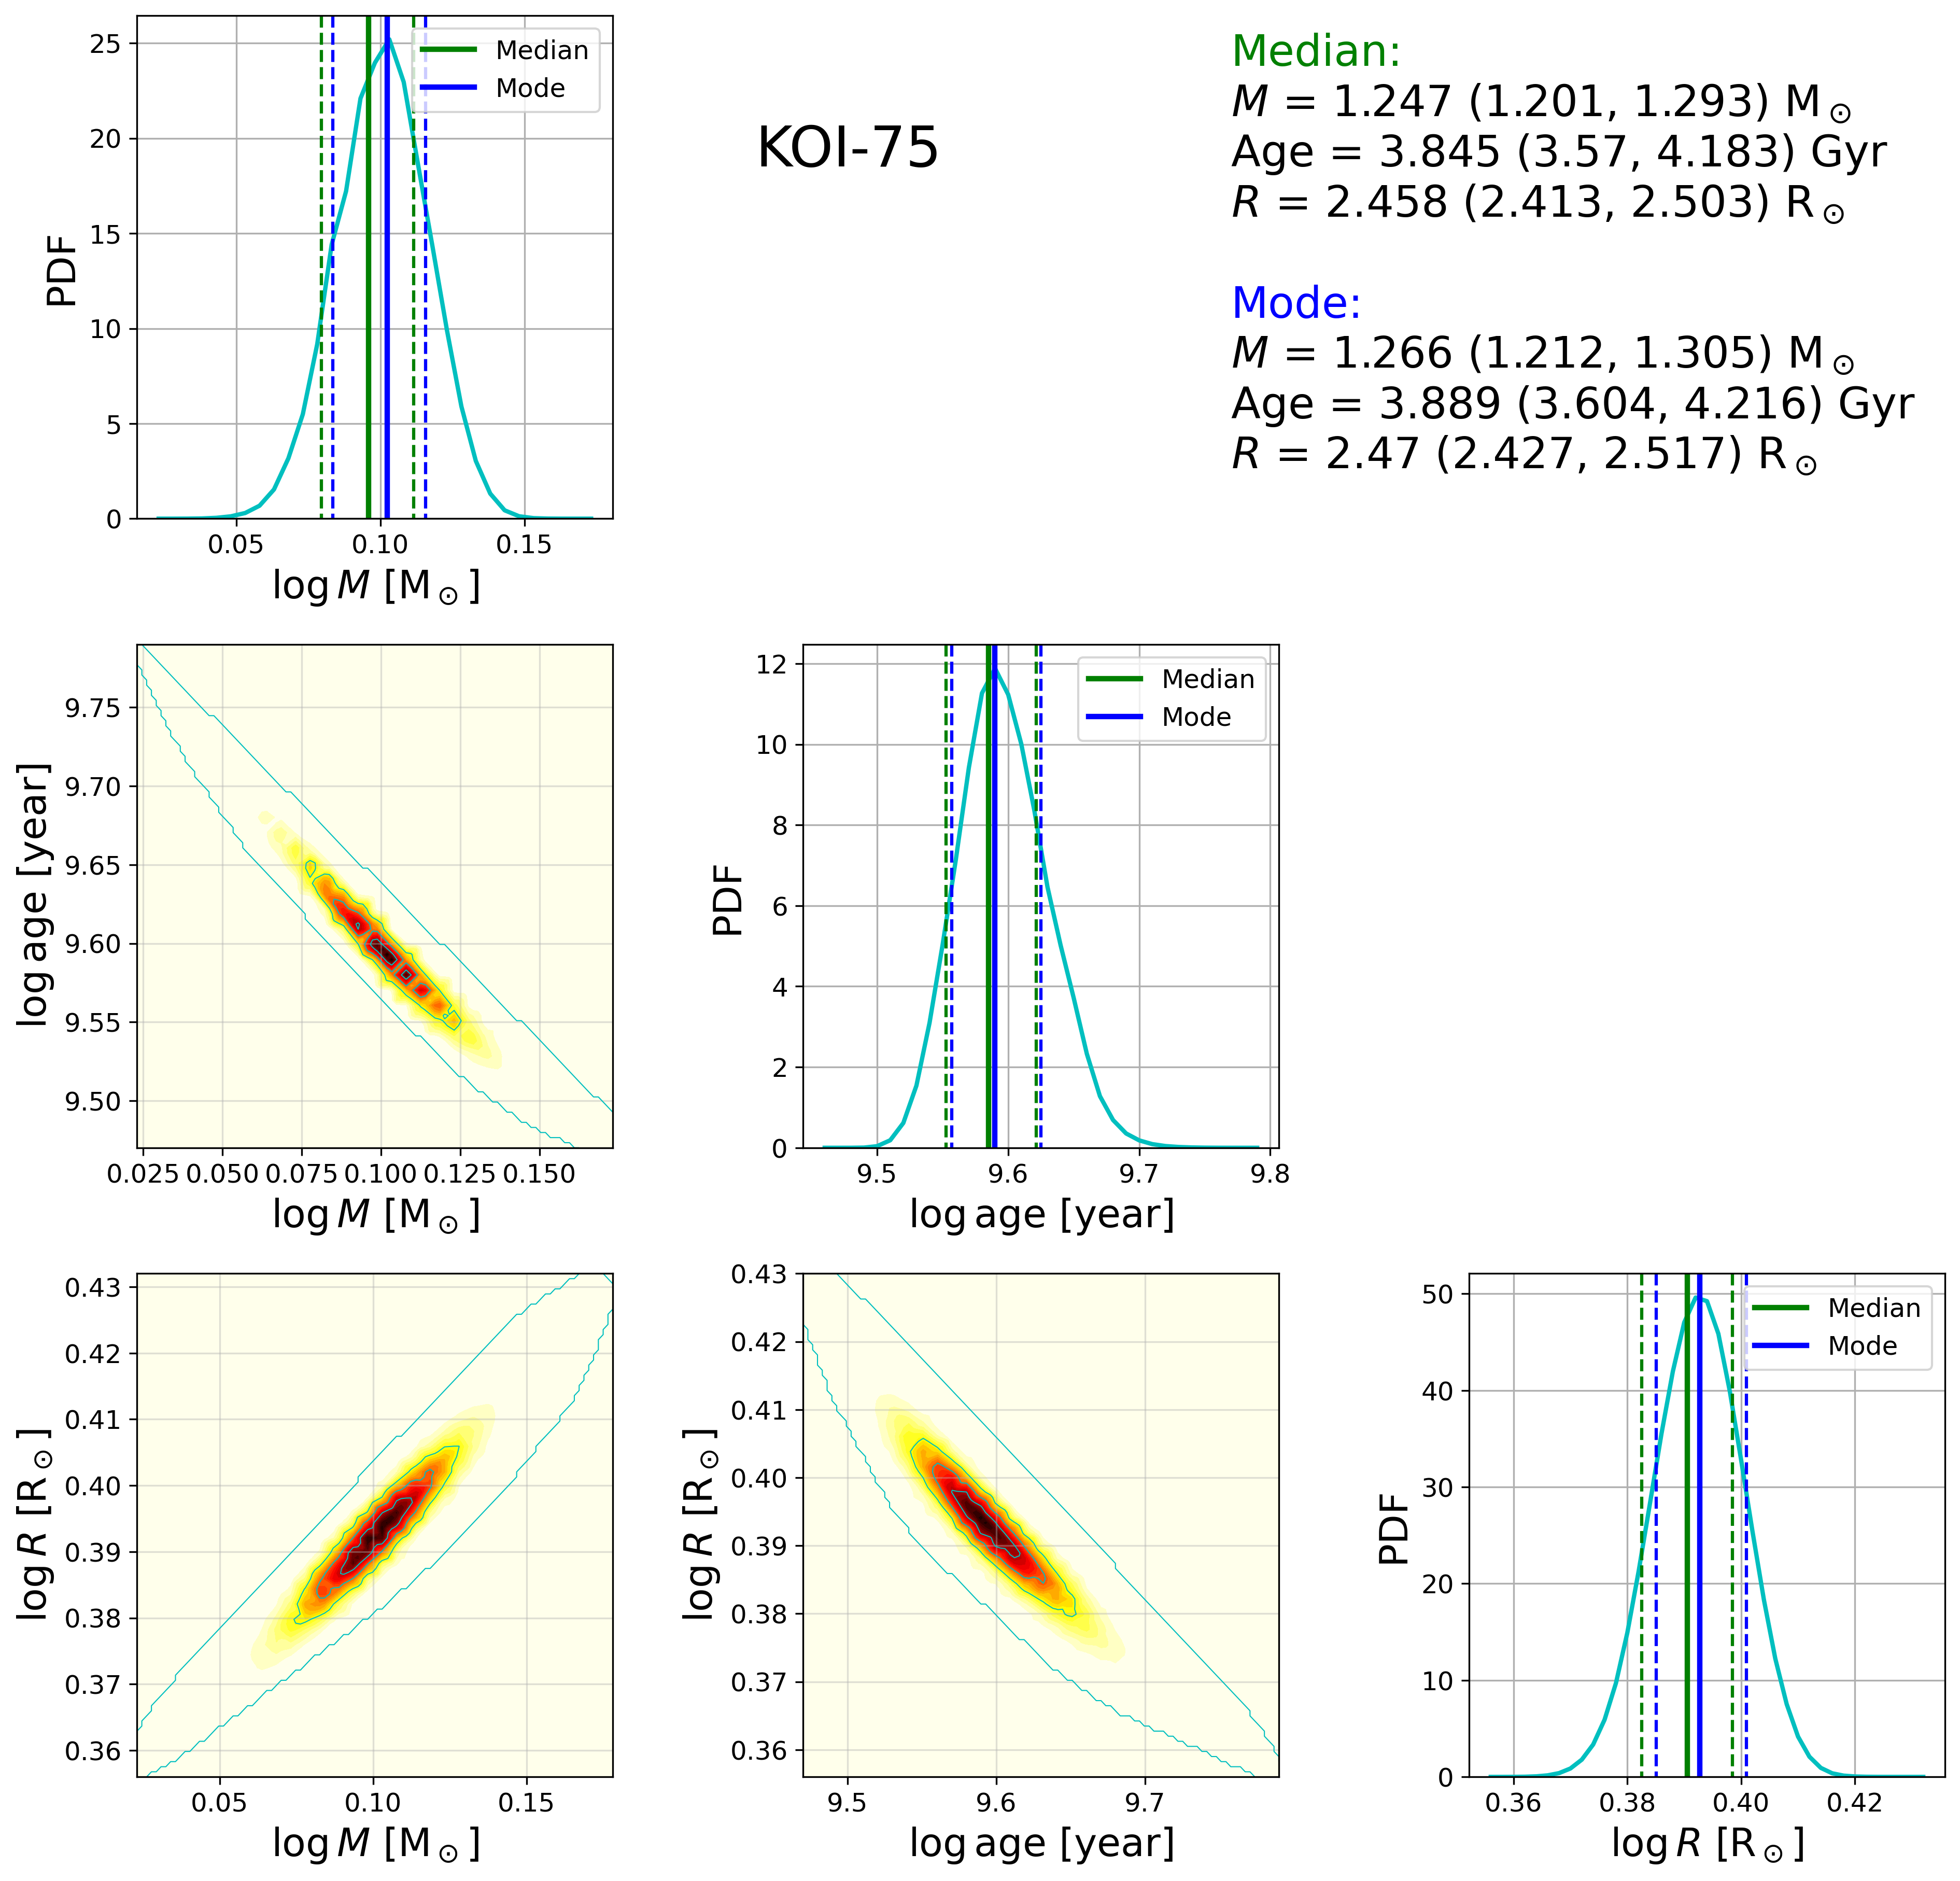 25
20
15
10
5
0
PDF
Median
Mode
0.05 0.10 0.15
log M [M⊙]
KOI-75
Median:
M = 1.247 (1.201, 1.293) M⊙
Age = 3.845 (3.57, 4.183) Gyr
R = 2.458 (2.413, 2.503) R⊙
Mode:
M = 1.266 (1.212, 1.305) M⊙
Age = 3.889 (3.604, 4.216) Gyr
R = 2.47 (2.427, 2.517) R⊙
9.75
9.70
9.65
9.60
9.55
9.50
log age [year]
0.025 0.050 0.075 0.100 0.125 0.150
log M [M⊙]
12
10
8
6
4
2
0
PDF
Median
Mode
9.5 9.6 9.7 9.8
log age [year]
0.43
0.42
0.41
0.40
0.39
0.38
0.37
0.36
log R [R⊙]
0.05 0.10 0.15
log M [M⊙]
0.43
0.42
0.41
0.40
0.39
0.38
0.37
0.36
log R [R⊙]
9.5 9.6 9.7
log age [year]
50
40
30
20
10
0
PDF
Median
Mode
0.36 0.38 0.40 0.42
log R [R⊙]